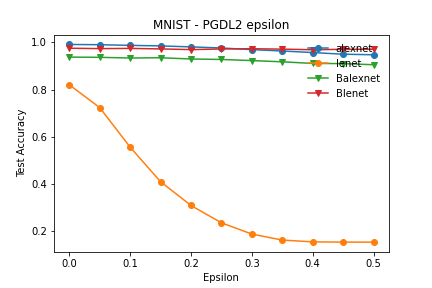 MNIST - PGDL2 epsilon
1.0
0.8
0.6
0.4
0.2
Test Accuracy
alexnet
lenet
Balexnet
Blenet
0.0 0.1 0.2 0.3 0.4 0.5
Epsilon